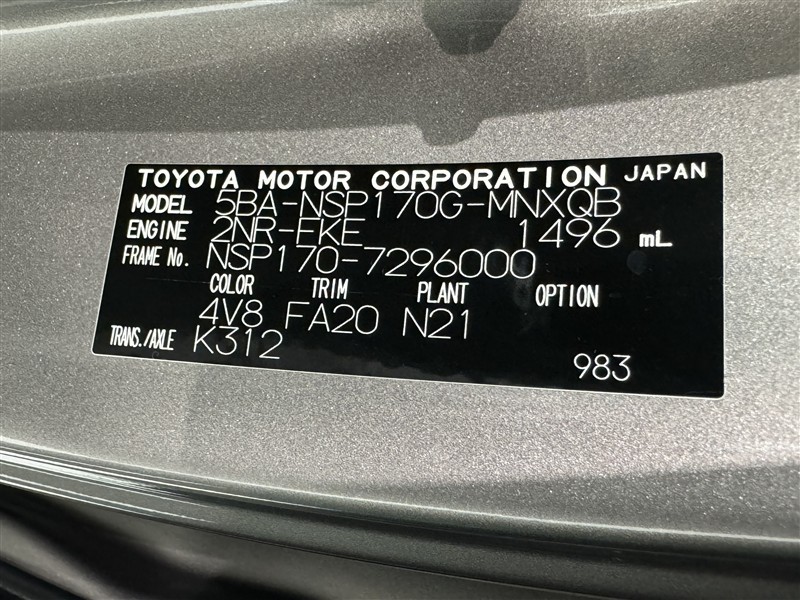 TOYOTA MOTOR CORPORATION JAPAN
MODEL 5BA-NSP170G-MNXQB
ENGINE 2NR-FKE 1496 mL
FRAME No. NSP170-7296000
COLOR TRIM PLANT OPTION
4V8 FA20 N21
TRANS./AXLE K312
983